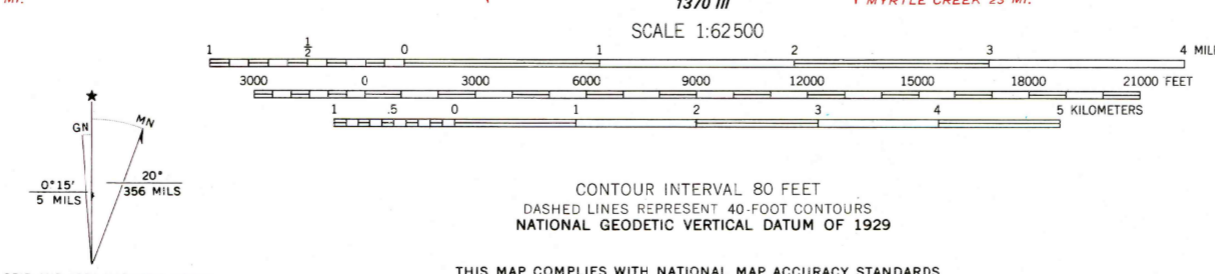 MI.
1370 III
MYRTLE CREEK 23 MI.
SCALE 1:62500
1 ½ 0 1 2 3 4
3000 0 3000 6000 9000 12000 15000 18000 21000 FEET
1 .5 0 1 2 3 4 5 KILOMETERS
★
GN
MN
0°15'
5 MILS
20°
356 MILS
CONTOUR INTERVAL 80 FEET
DASHED LINES REPRESENT 40-FOOT CONTOURS
NATIONAL GEODETIC VERTICAL DATUM OF 1929
THIS MAP COMPLIES WITH NATIONAL MAP ACCURACY STANDARDS